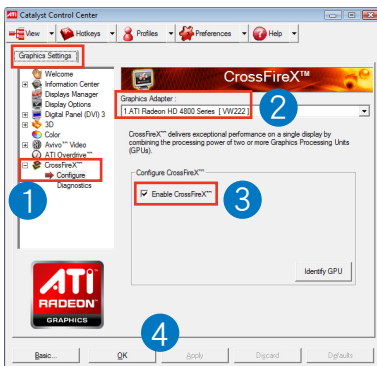 Catalyst Control Center
View
Hotkeys
Profiles
Preferences
Help
Graphics Settings
Welcome
Information Center
Displays Manager
Display Options
Digital Panel (DVI) 3
3D
Color
Avivo™ Video
ATI Overdrive™
CrossFireX™
Configure
Diagnostics
CrossFireX™
Graphics Adapter :
1.ATI Radeon HD 4800 Series [ VW222 ]
CrossFireX™ delivers exceptional performance on a single display by
combining the processing power of two or more Graphics Processing Units
(GPUs).
Configure CrossFireX™
Enable CrossFireX™
Identify GPU
1
2
3
4
ATI
RADEON
GRAPHICS
Basic...
OK
Apply
Discard
Defaults